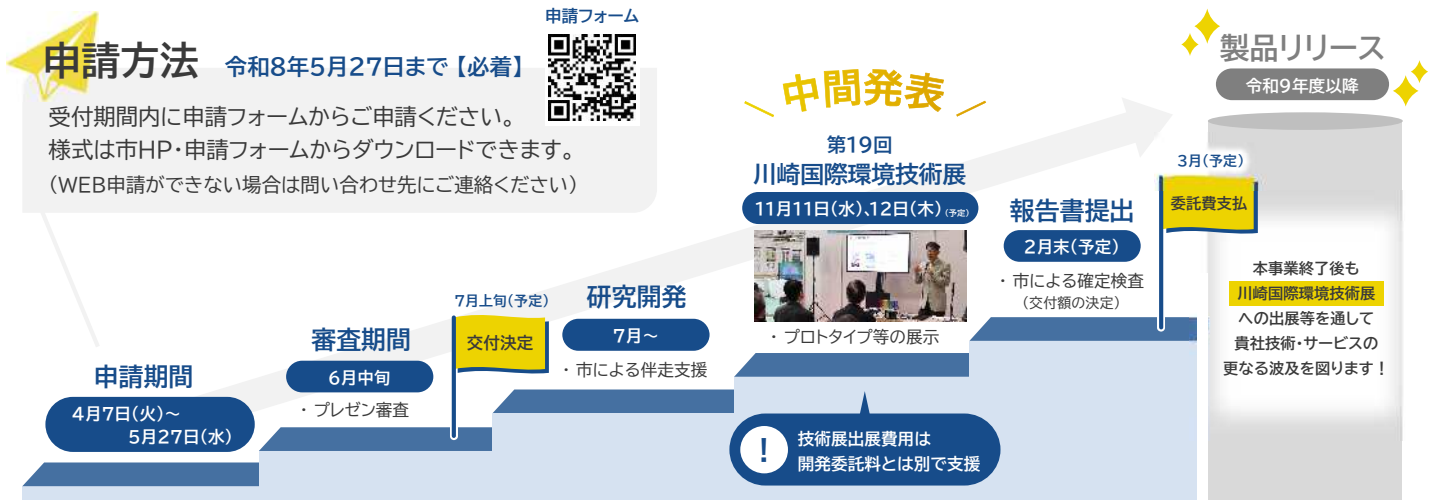 申請フォーム
申請方法 令和8年5月27日まで【必着】
受付期間内に申請フォームからご申請ください。
様式は市HP・申請フォームからダウンロードできます。
（WEB申請ができない場合は問い合わせ先にご連絡ください）
申請期間
4月7日(火)～
5月27日(水)
審査期間
6月中旬
・プレゼン審査
7月上旬(予定)
交付決定
研究開発
7月～
・市による伴走支援
中間発表
第19回
川崎国際環境技術展
11月11日(水)、12日(木)(予定)
・プロトタイプ等の展示
!
技術展出展費用は
開発委託料とは別で支援
報告書提出
2月末(予定)
・市による確定検査
（交付額の決定）
3月(予定)
委託費支払
製品リリース
令和9年度以降
本事業終了後も
川崎国際環境技術展
への出展等を通して
貴社技術・サービスの
更なる波及を図ります！